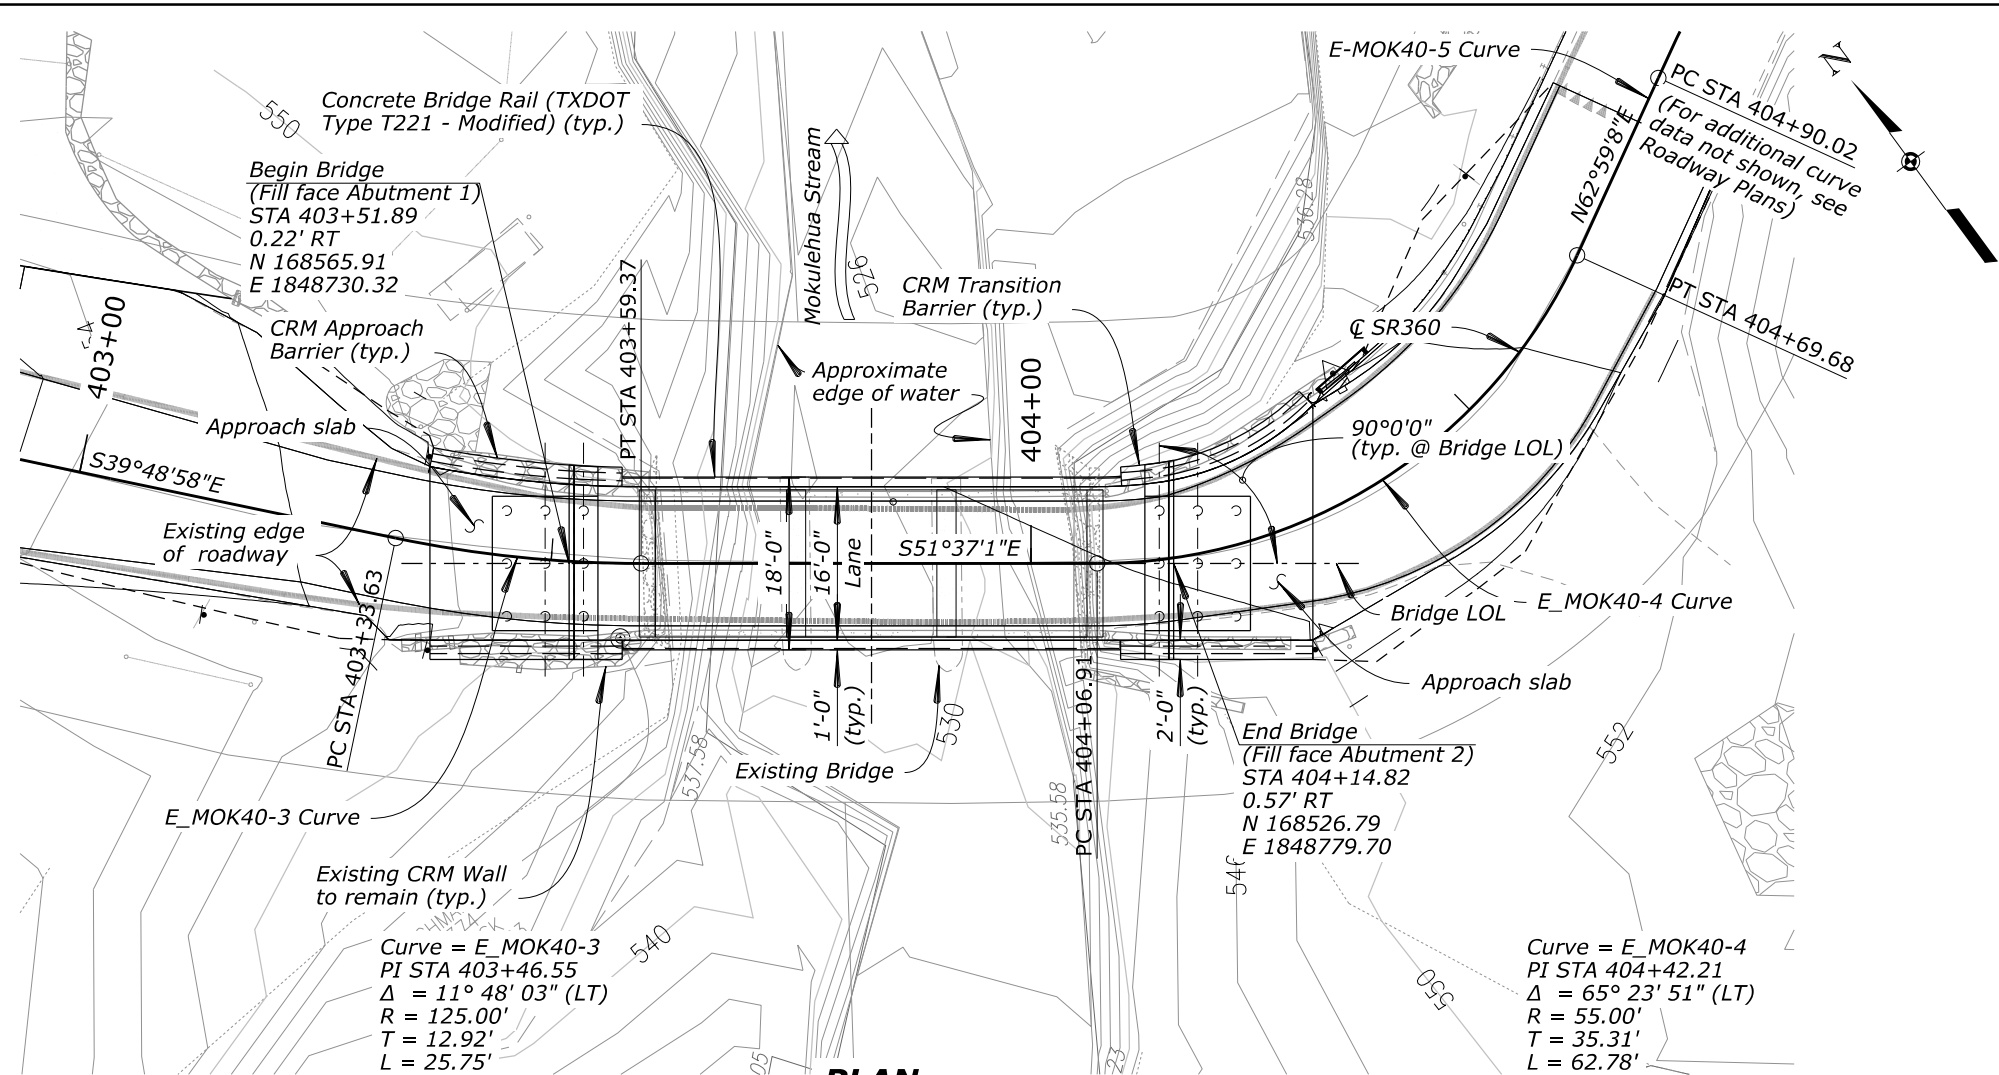 E-MOK40-5 Curve
N
PC STA 404+90.02
(For additional curve
data not shown, see
Roadway Plans)
N62°59'8"E
PT STA 404+69.68
Concrete Bridge Rail (TXDOT
Type T221 - Modified) (typ.)
550
Begin Bridge
(Fill face Abutment 1)
STA 403+51.89
0.22' RT
N 168565.91
E 1848730.32
Mokulehua Stream
526
536.28
CRM Transition
Barrier (typ.)
℄ SR360
403+00
CRM Approach
Barrier (typ.)
PT STA 403+59.37
Approximate
edge of water
404+00
Approach slab
90°0'0"
(typ. @ Bridge LOL)
S39°48'58"E
Existing edge
of roadway
18'-0"
16'-0"
Lane
S51°37'1"E
E_MOK40-4 Curve
Bridge LOL
PC STA 403+33.63
Approach slab
1'-0"
(typ.)
2'-0"
(typ.)
PC STA 404+06.91
530
537.58
535.58
552
Existing Bridge
End Bridge
(Fill face Abutment 2)
STA 404+14.82
0.57' RT
N 168526.79
E 1848779.70
E_MOK40-3 Curve
Existing CRM Wall
to remain (typ.)
540
546
550
Curve = E_MOK40-3
PI STA 403+46.55
Δ = 11° 48' 03" (LT)
R = 125.00'
T = 12.92'
L = 25.75'
Curve = E_MOK40-4
PI STA 404+42.21
Δ = 65° 23' 51" (LT)
R = 55.00'
T = 35.31'
L = 62.78'
PLAN